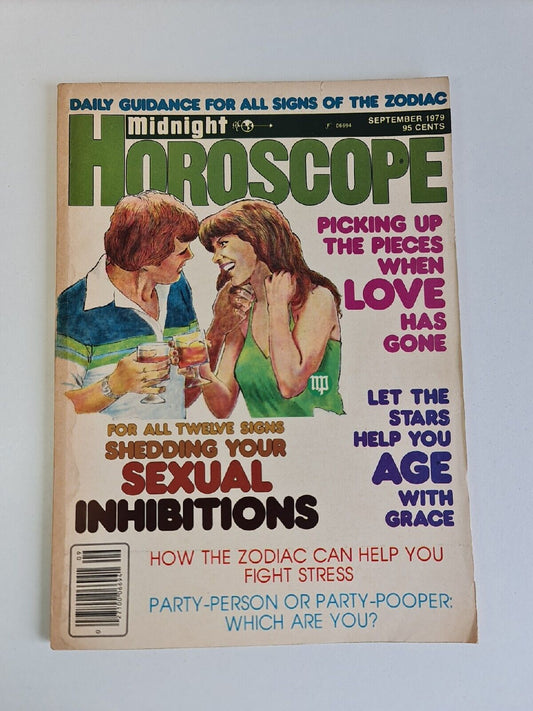 DAILY GUIDANCE FOR ALL SIGNS OF THE ZODIAC
Midnight
06994
SEPTEMBER 1979
95 CENTS
HOROSCOPE
PICKING UP
THE PIECES
WHEN
LOVE
HAS
GONE
LET THE
STARS
HELP YOU
AGE
WITH
GRACE
FOR ALL TWELVE SIGNS
SHEDDING YOUR
SEXUAL
INHIBITIONS
HOW THE ZODIAC CAN HELP YOU
FIGHT STRESS
PARTY-PERSON OR PARTY-POOPER:
WHICH ARE YOU?
09